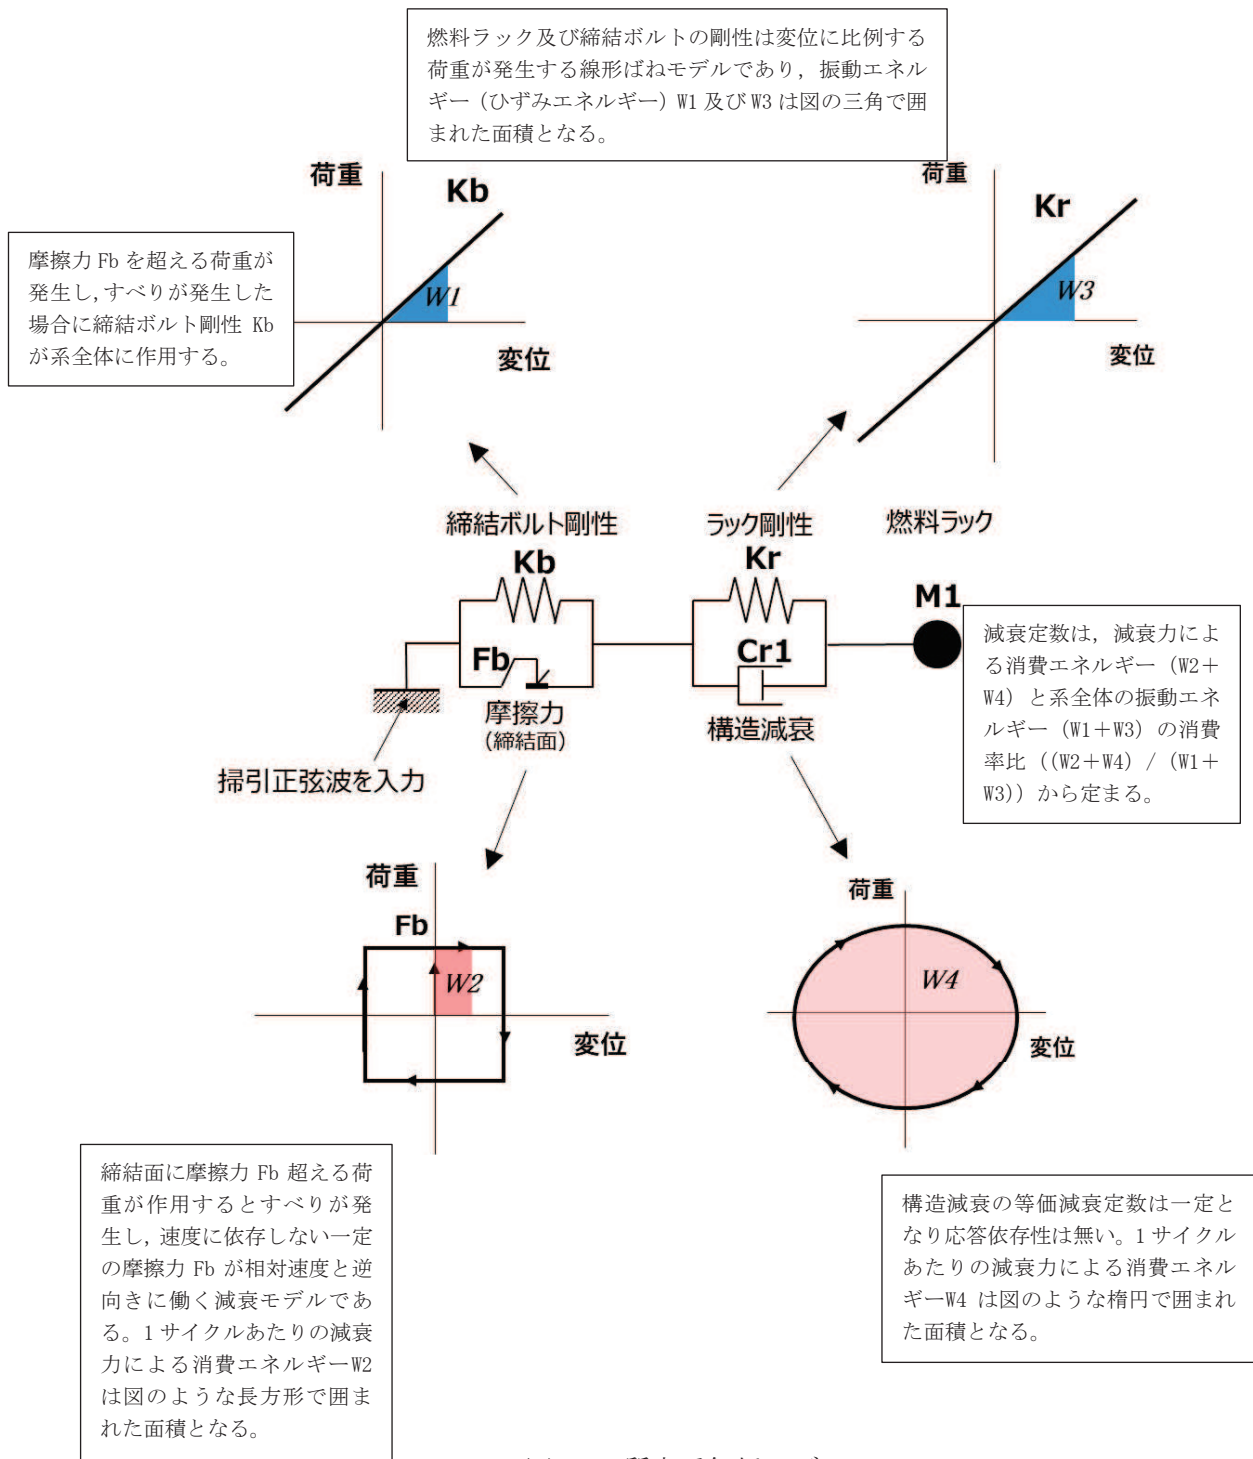 燃料ラック及び締結ボルトの剛性は変位に比例する
荷重が発生する線形ばねモデルであり，振動エネル
ギー（ひずみエネルギー）W1 及び W3 は図の三角で囲
まれた面積となる。
荷重
Kb
W1
変位
荷重
Kr
W3
変位
摩擦力 Fb を超える荷重が
発生し,すべりが発生した
場合に締結ボルト剛性 Kb
が系全体に作用する。
締結ボルト剛性
Kb
ラック剛性
Kr
燃料ラック
M1
Fb
摩擦力
(締結面)
Cr1
構造減衰
掃引正弦波を入力
減衰定数は，減衰力によ
る消費エネルギー（W2＋
W4）と系全体の振動エネ
ルギー（W1＋W3）の消費
率比（(W2＋W4) / (W1＋
W3)）から定まる。
荷重
Fb
W2
変位
荷重
W4
変位
締結面に摩擦力 Fb 超える荷
重が作用するとすべりが発
生し,速度に依存しない一定
の摩擦力 Fb が相対速度と逆
向きに働く減衰モデルであ
る。1 サイクルあたりの減衰
力による消費エネルギーW2
は図のような長方形で囲ま
れた面積となる。
構造減衰の等価減衰定数は一定と
なり応答依存性は無い。1 サイクル
あたりの減衰力による消費エネル
ギーW4 は図のような楕円で囲まれ
た面積となる。